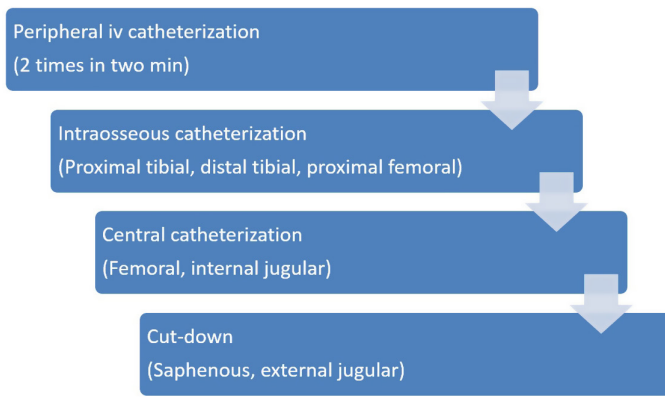 Peripheral iv catheterization
(2 times in two min)
Intraosseous catheterization
(Proximal tibial, distal tibial, proximal femoral)
Central catheterization
(Femoral, internal jugular)
Cut-down
(Saphenous, external jugular)